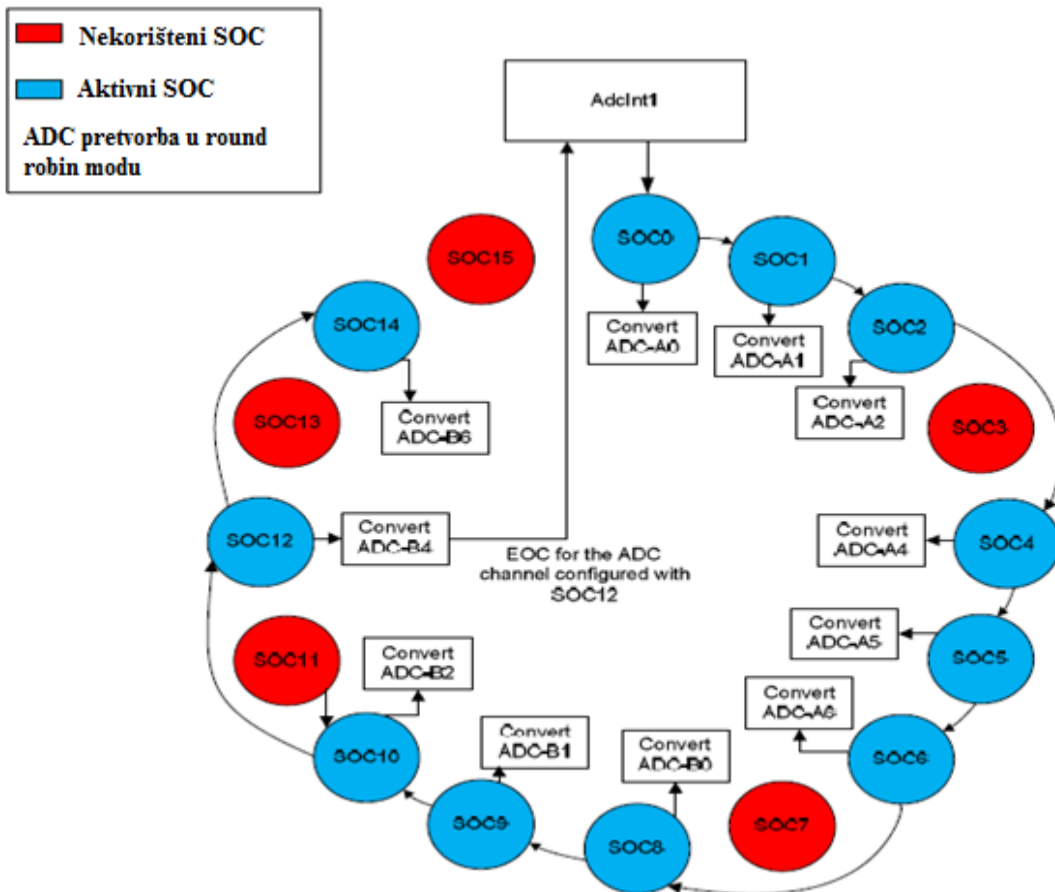 Nekorišteni SOC
Aktivni SOC
ADC pretvorba u round
robin modu
AdcInt1
SOC0
SOC1
SOC2
SOC3
SOC4
SOC5
SOC6
SOC7
SOC8
SOC9
SOC10
SOC11
SOC12
SOC13
SOC14
SOC15
Convert
ADC-A0
Convert
ADC-A1
Convert
ADC-A2
Convert
ADC-A4
Convert
ADC-A5
Convert
ADC-A6
Convert
ADC-B0
Convert
ADC-B1
Convert
ADC-B2
Convert
ADC-B4
Convert
ADC-B6
EOC for the ADC
channel configured with
SOC12